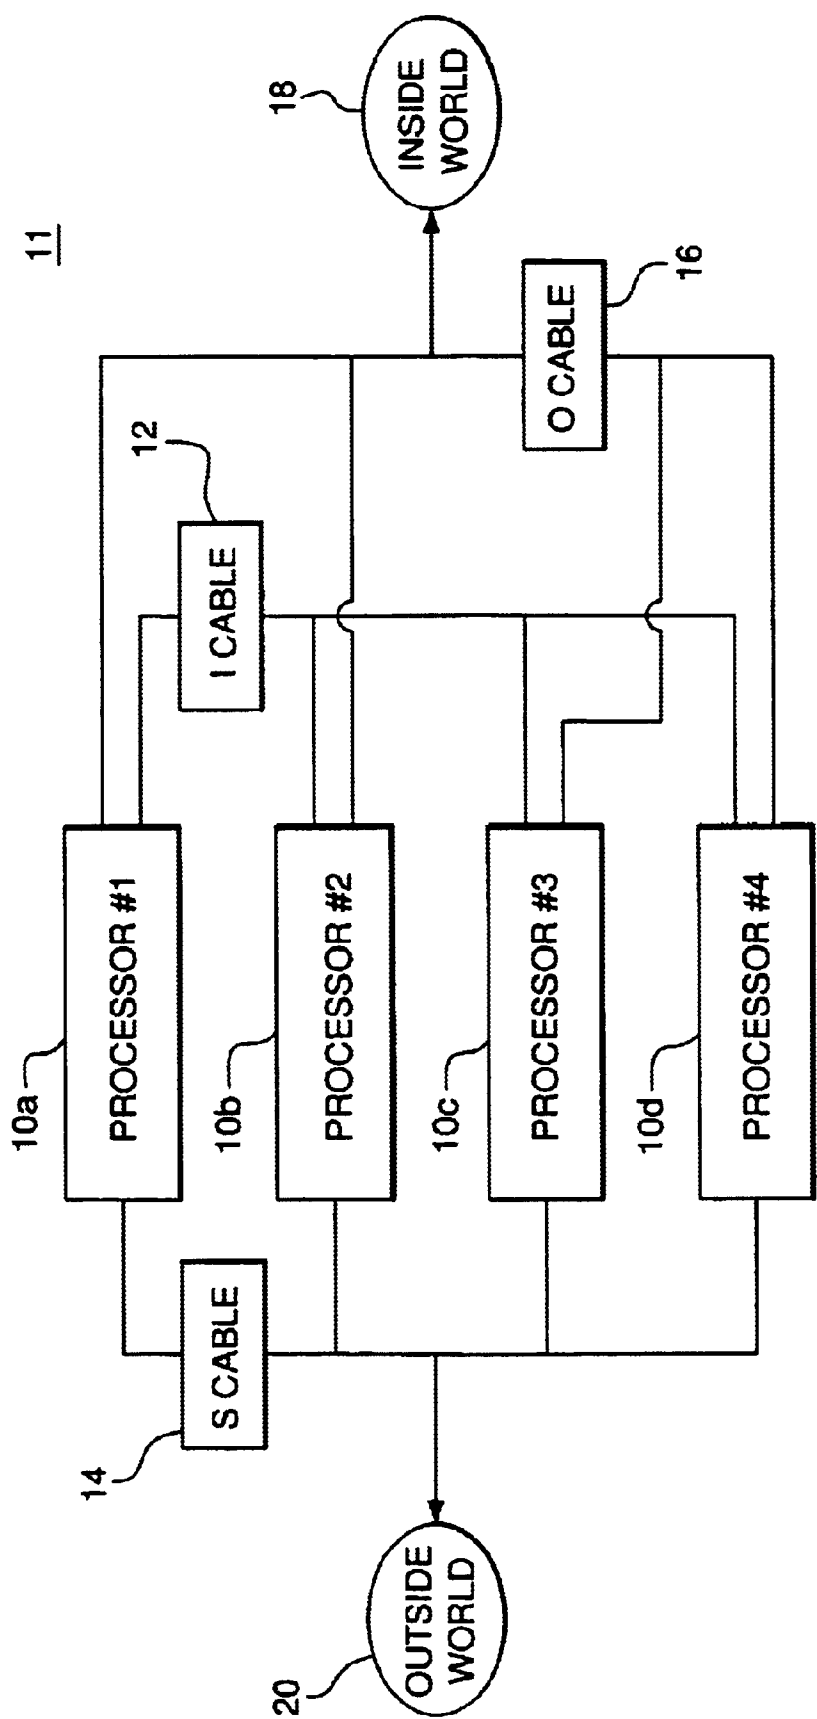 11
18
INSIDE
WORLD
12
I CABLE
O CABLE
16
10a
PROCESSOR #1
10b
PROCESSOR #2
10c
PROCESSOR #3
10d
PROCESSOR #4
14
S CABLE
20
OUTSIDE
WORLD